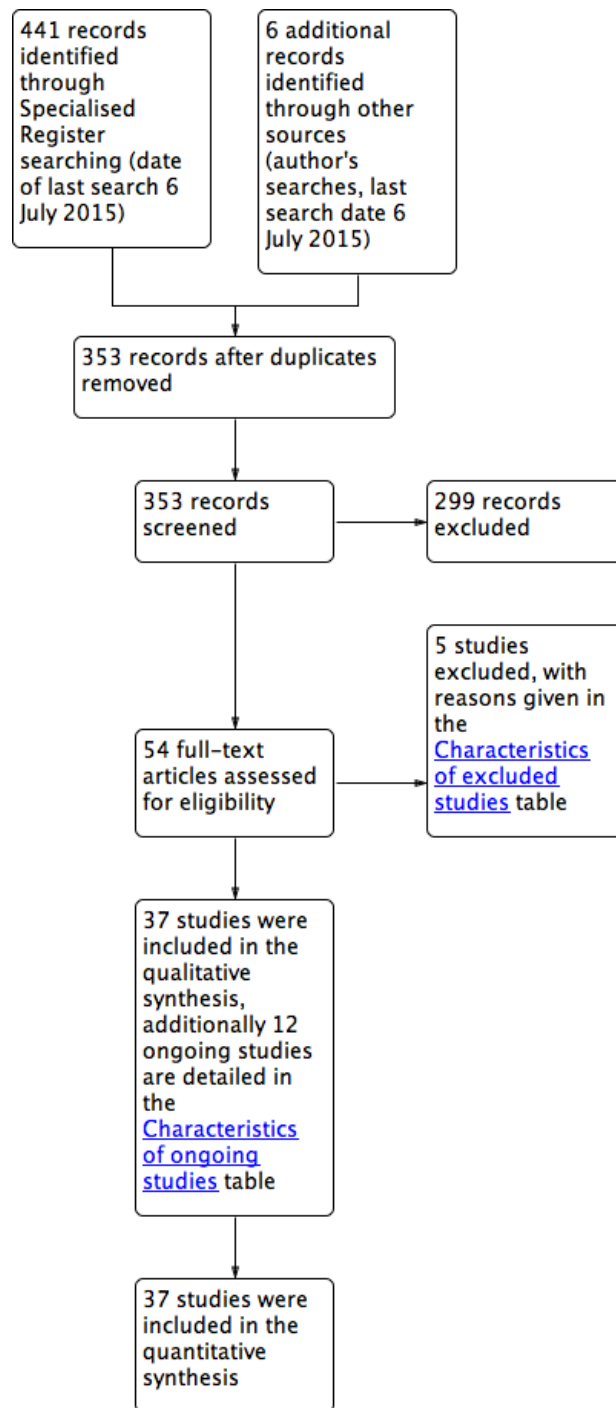 441 records
identified
through
Specialised
Register
searching (date
of last search 6
July 2015)
6 additional
records
identified
through other
sources
(author's
searches, last
search date 6
July 2015)
353 records after duplicates
removed
353 records
screened
299 records
excluded
5 studies
excluded, with
reasons given in
the
Characteristics
of excluded
studies table
54 full-text
articles assessed
for eligibility
37 studies were
included in the
qualitative
synthesis,
additionally 12
ongoing studies
are detailed in
the
Characteristics
of ongoing
studies table
37 studies were
included in the
quantitative
synthesis